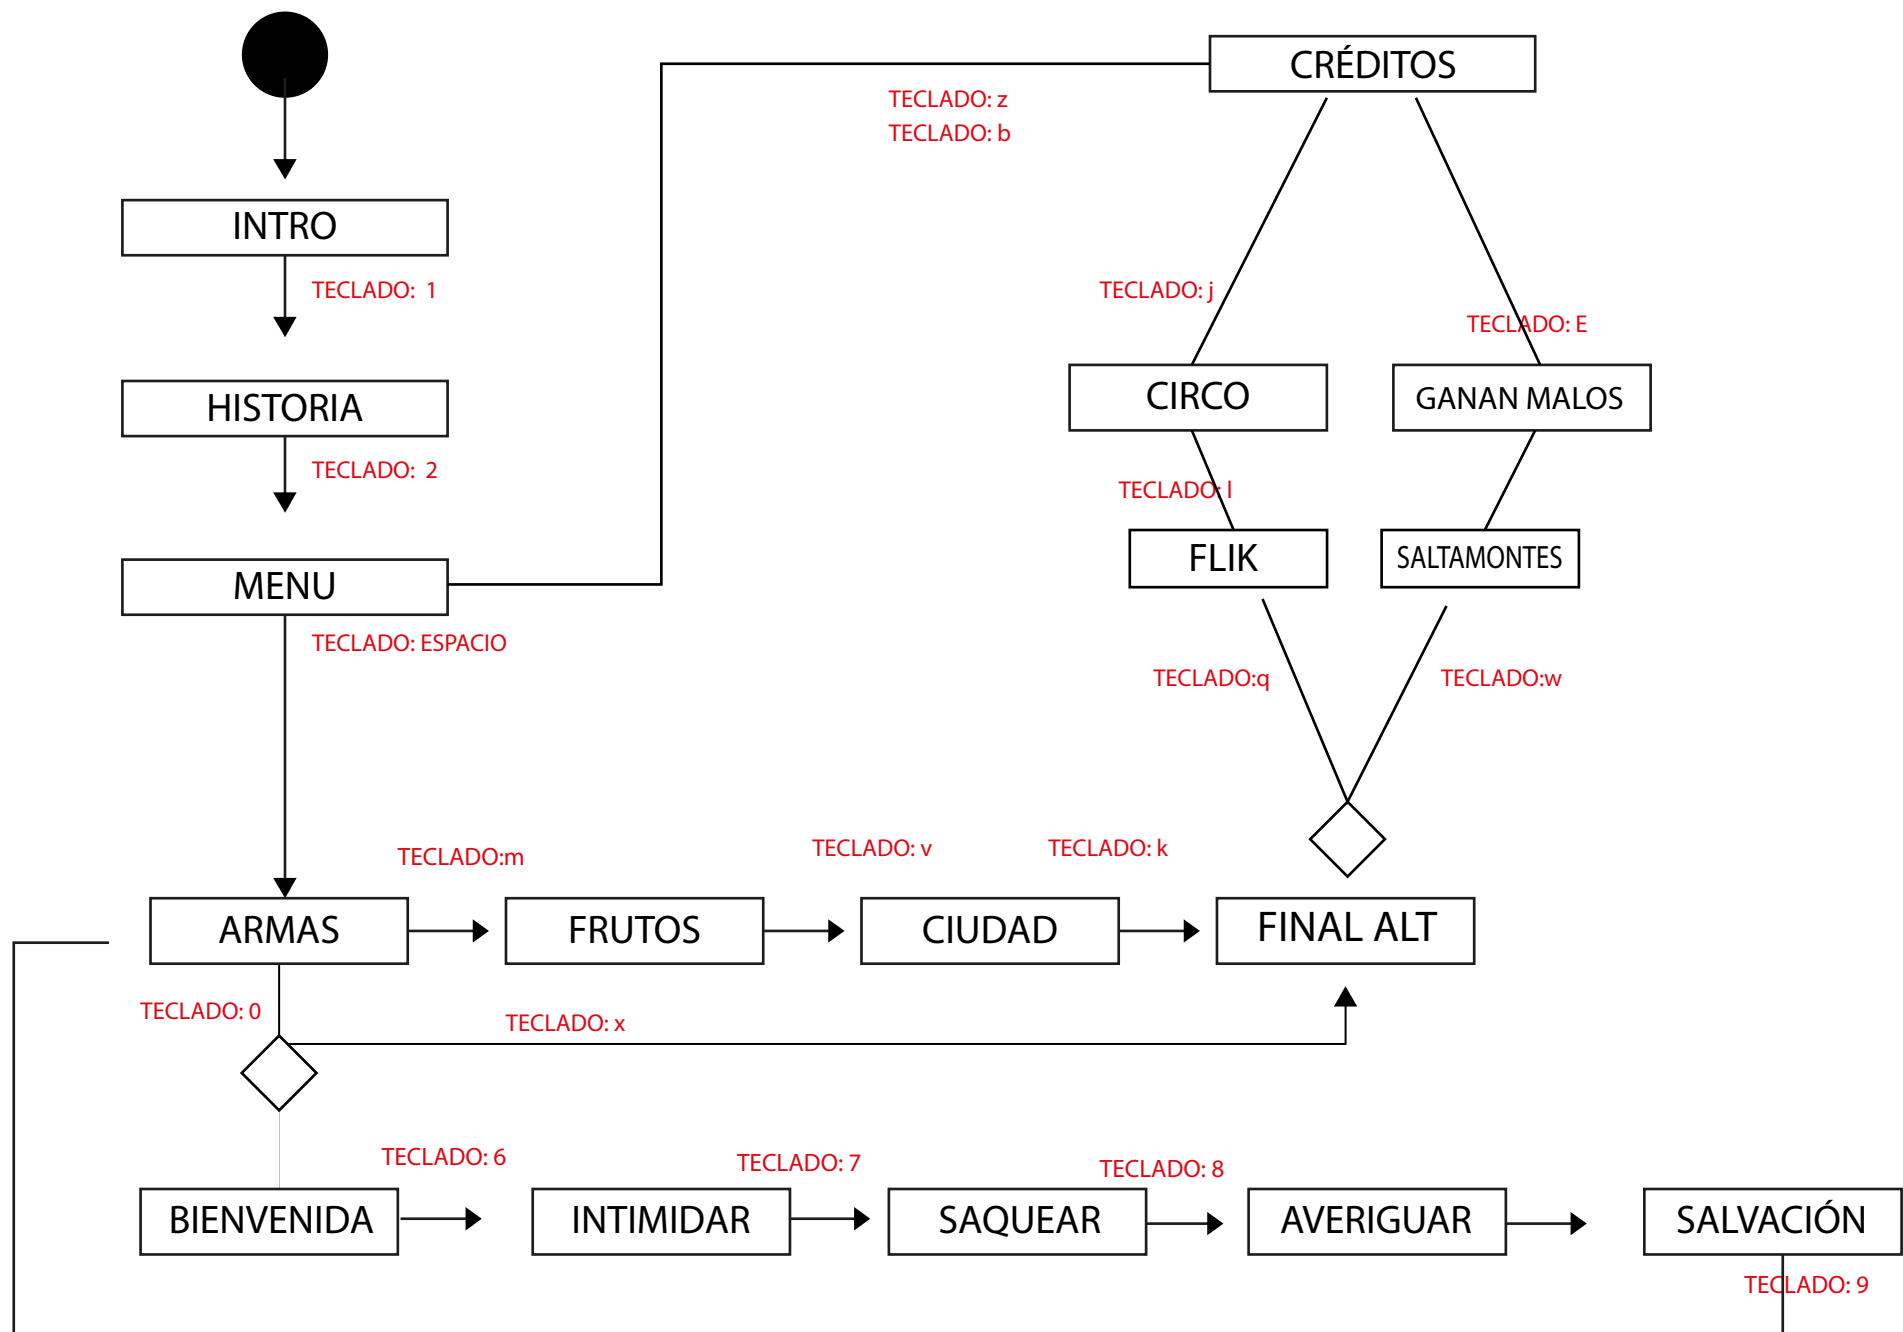 CRÉDITOS
TECLADO: z
TECLADO: b
INTRO
TECLADO:  1
TECLADO: j
TECLADO: E
HISTORIA
CIRCO
GANAN MALOS
TECLADO:  2
TECLADO: l
MENU
FLIK
SALTAMONTES
TECLADO: ESPACIO
TECLADO:q
TECLADO:w
TECLADO:m
TECLADO: v
TECLADO: k
ARMAS
FRUTOS
CIUDAD
FINAL ALT
TECLADO: 0
TECLADO: x
TECLADO: 6
TECLADO: 7
TECLADO: 8
BIENVENIDA
INTIMIDAR
SAQUEAR
AVERIGUAR
SALVACIÓN
TECLADO: 9